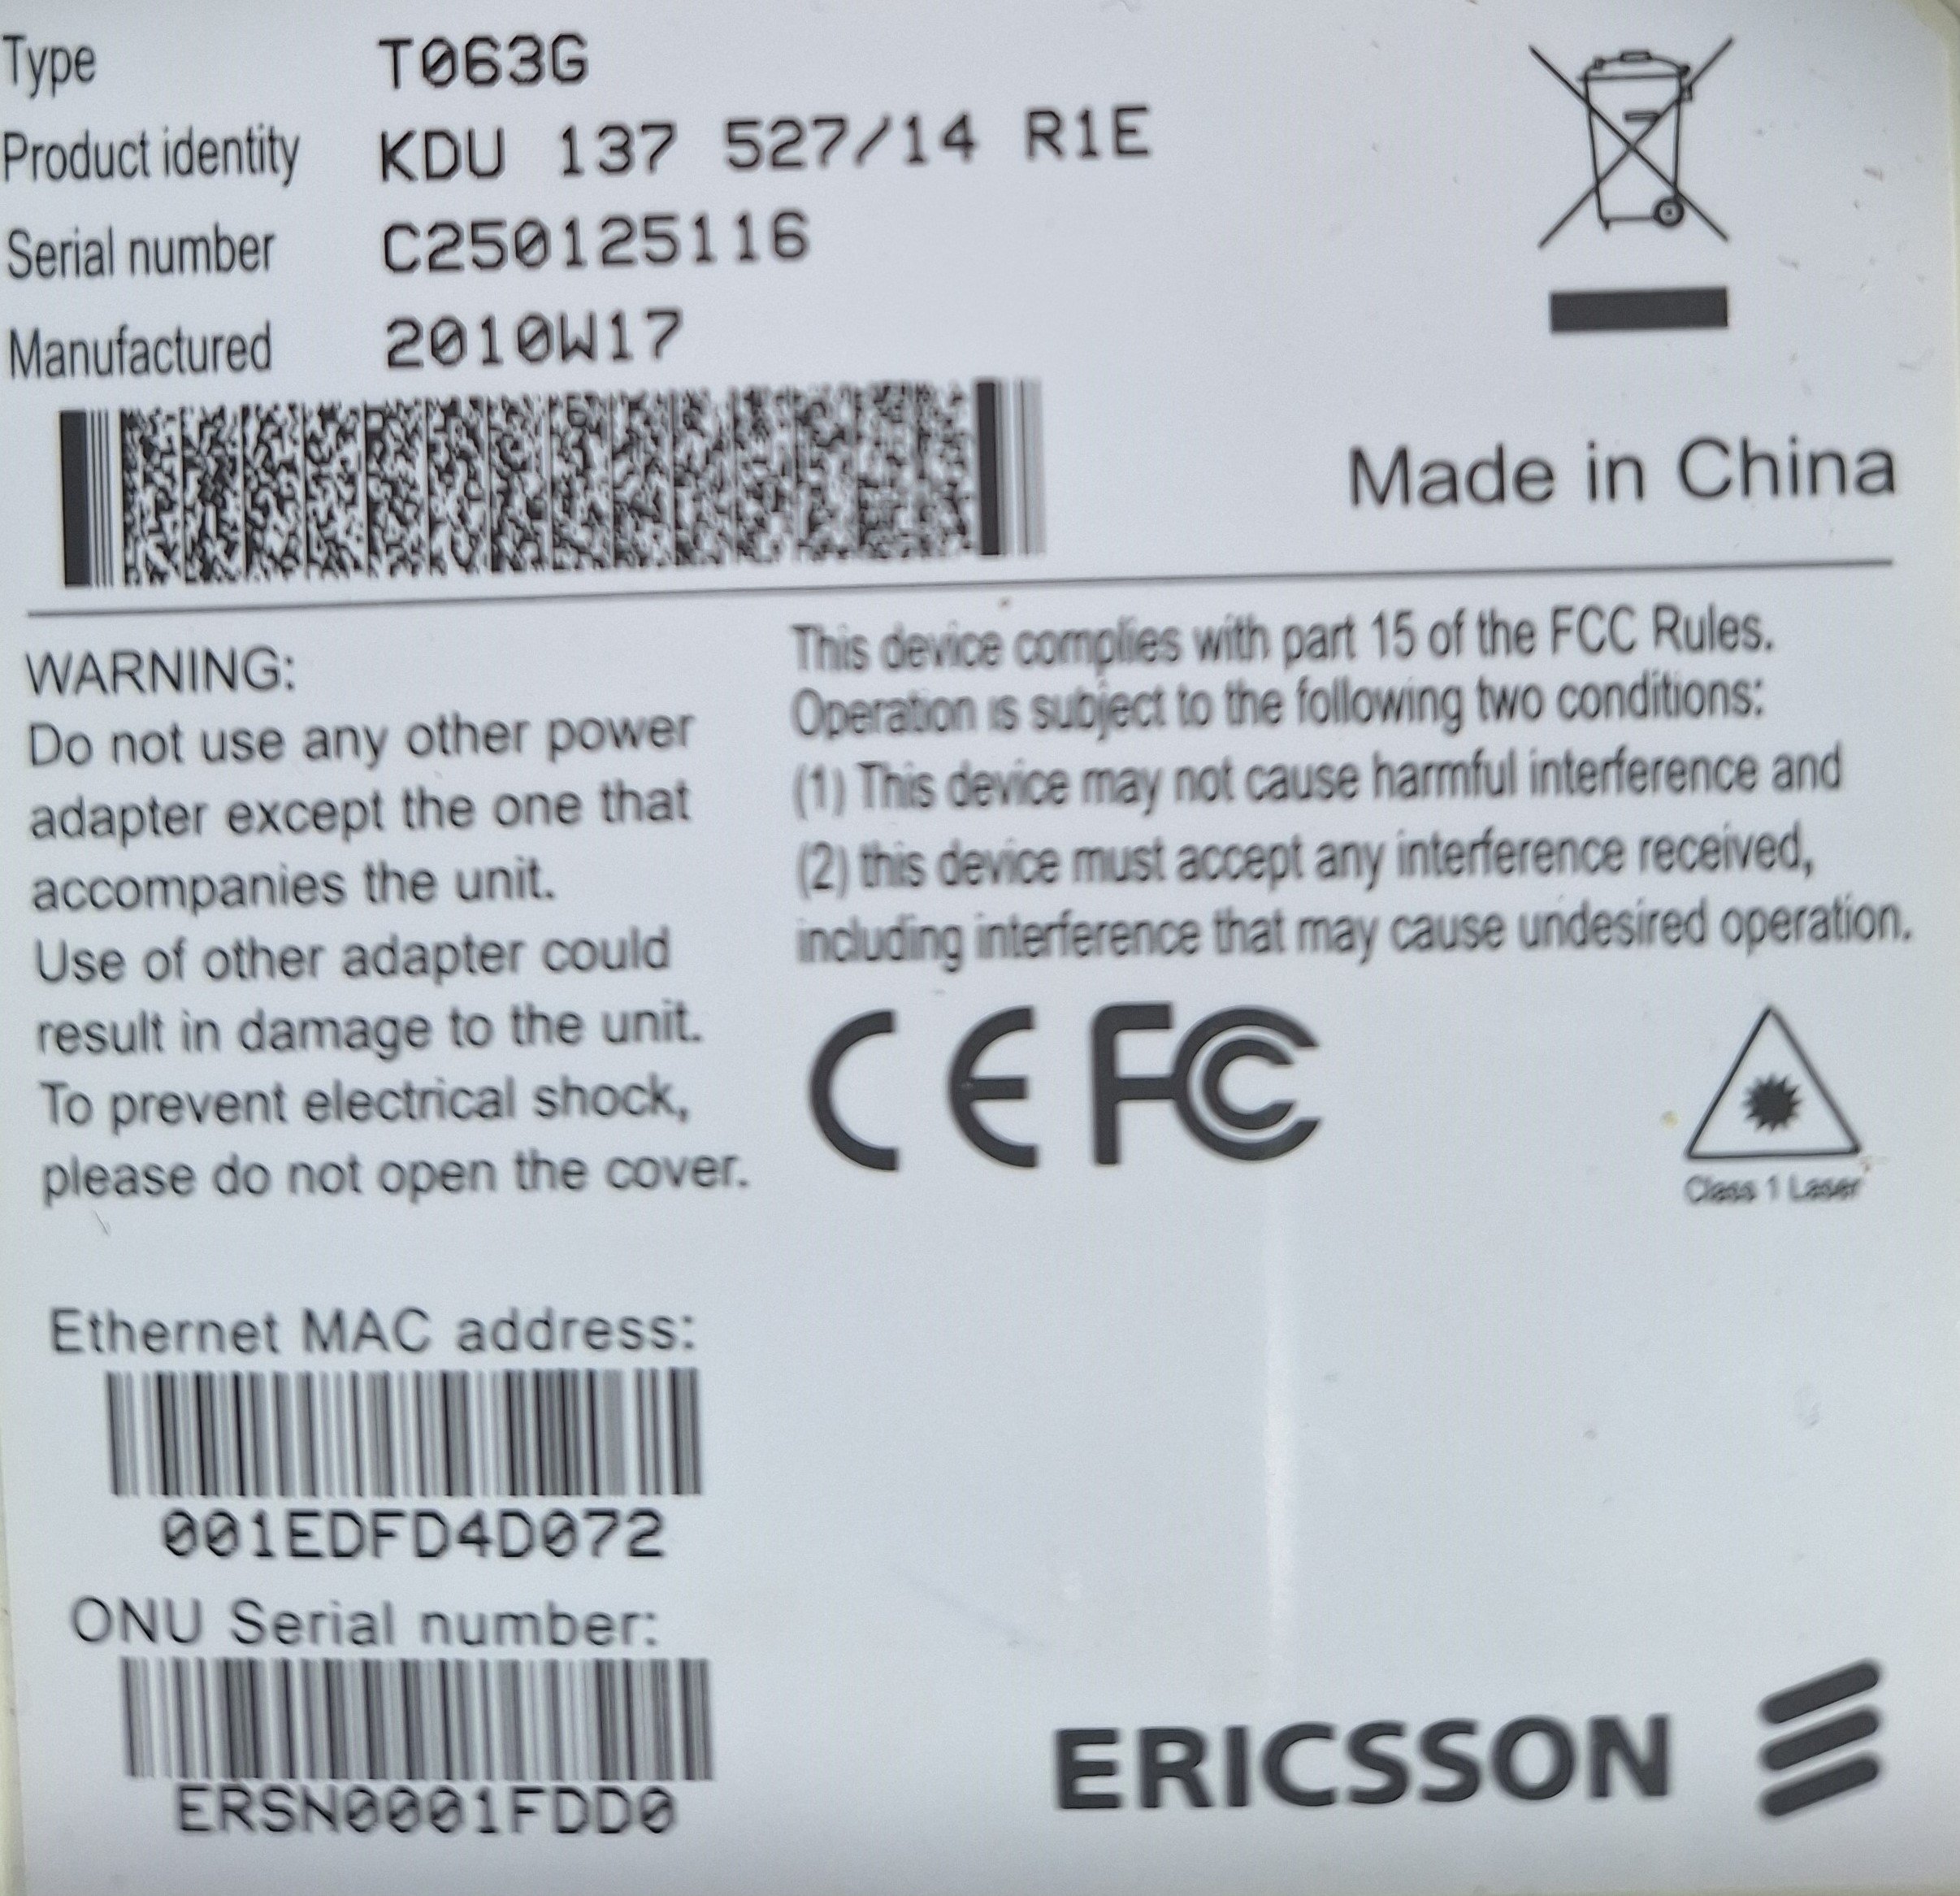 Type T063G
Product identity KDU 137 527/14 R1E
Serial number C250125116
Manufactured 2010W17
Made in China
WARNING:
Do not use any other power
adapter except the one that
accompanies the unit.
Use of other adapter could
result in damage to the unit.
To prevent electrical shock,
please do not open the cover.
This device complies with part 15 of the FCC Rules.
Operation is subject to the following two conditions:
(1) This device may not cause harmful interference and
(2) this device must accept any interference received,
including interference that may cause undesired operation.
CE FC
Class 1 Laser
Ethernet MAC address:
001EDFD4D072
ONU Serial number:
ERSN0001FDD0
ERICSSON